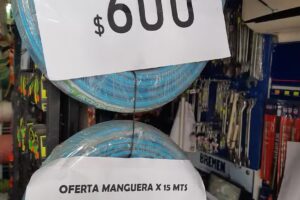 $600
OFERTA MANGUERA X 15 MTS
BREMEN